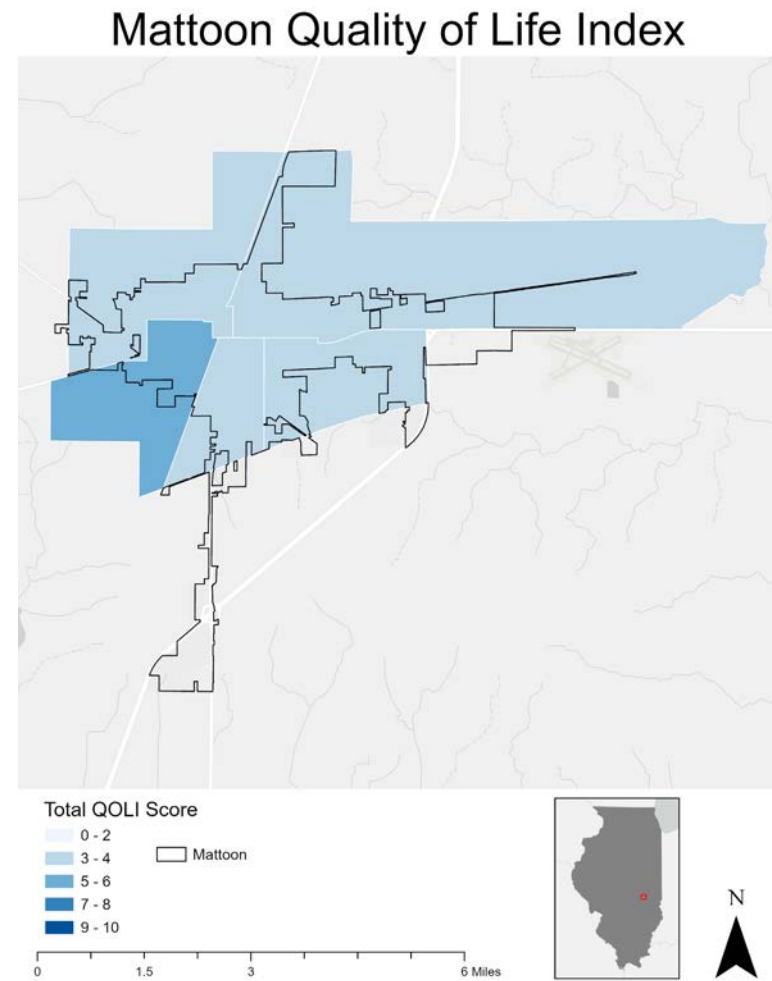 Mattoon Quality of Life Index
Total QOLI Score
0 - 2
3 - 4
5 - 6
7 - 8
9 - 10
Mattoon
N
0 1.5 3 6 Miles